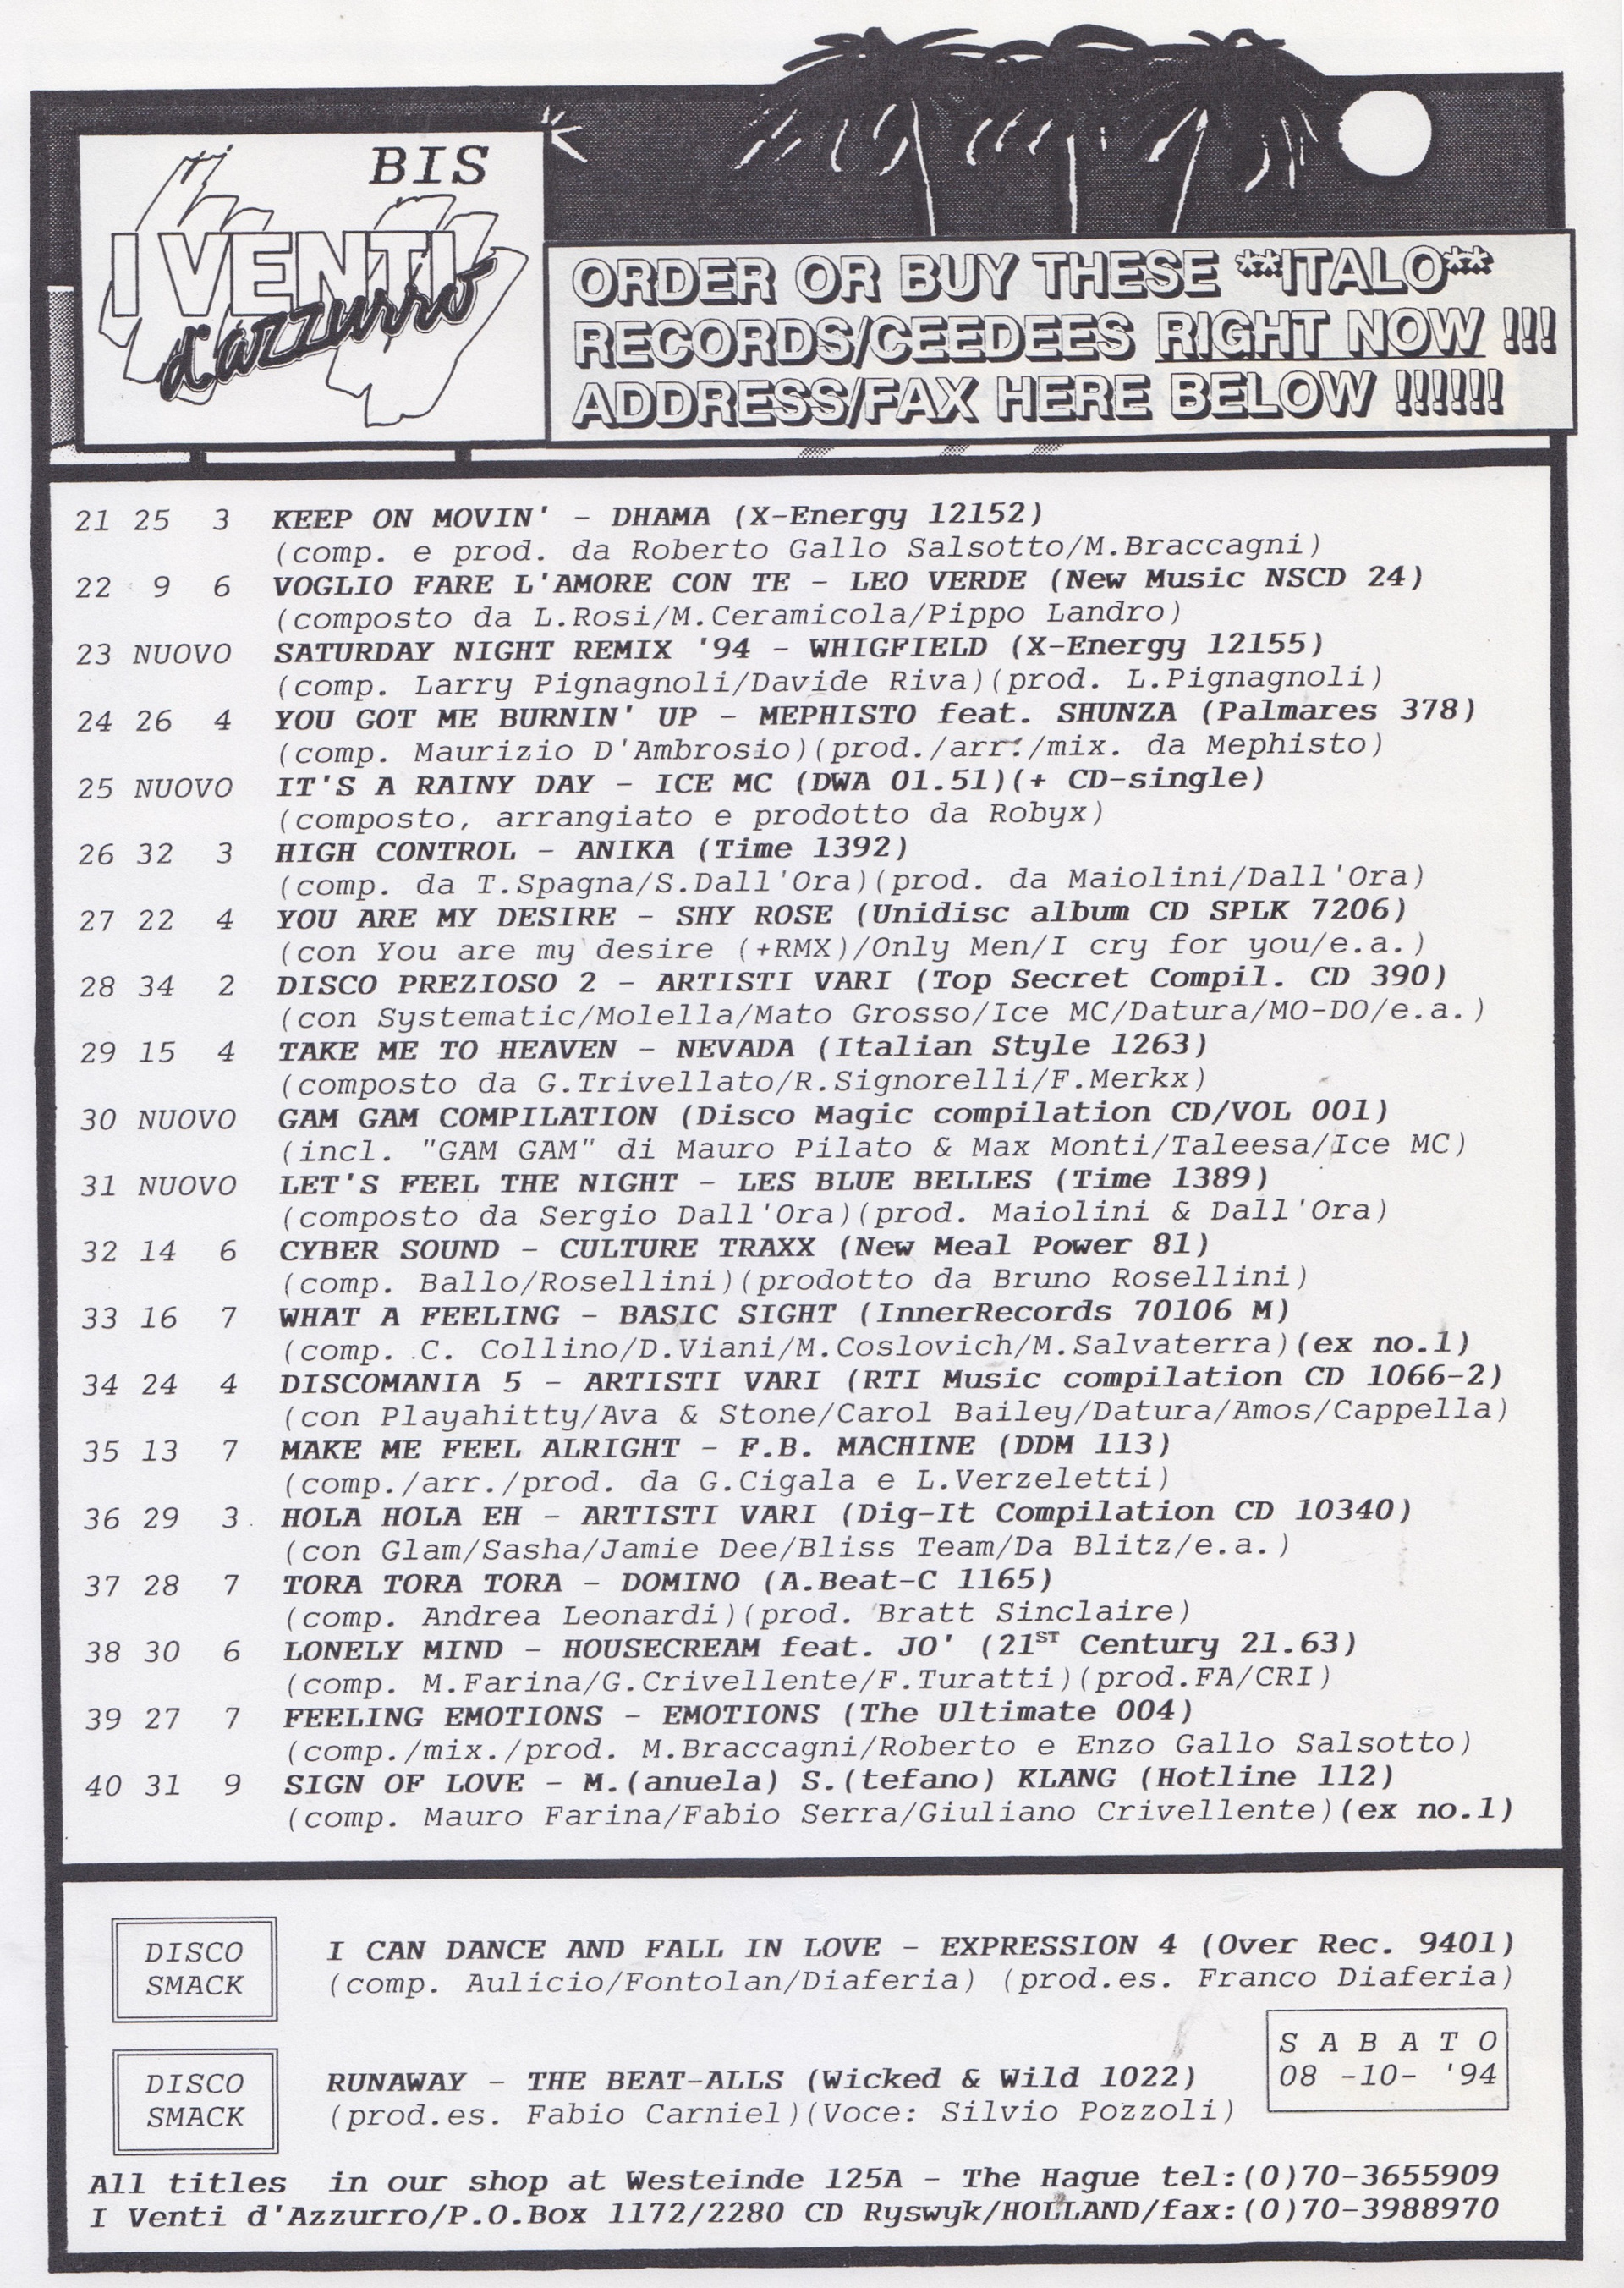 BIS
I VENTI
d'azzurro
ORDER OR BUY THESE **ITALO**
RECORDS/CEEDEES RIGHT NOW !!!
ADDRESS/FAX HERE BELOW !!!!!!
21 25 3 KEEP ON MOVIN' - DHAMA (X-Energy 12152)
(comp. e prod. da Roberto Gallo Salsotto/M.Braccagni)
22 9 6 VOGLIO FARE L'AMORE CON TE - LEO VERDE (New Music NSCD 24)
(composto da L.Rosi/M.Ceramicola/Pippo Landro)
23 NUOVO SATURDAY NIGHT REMIX '94 - WHIGFIELD (X-Energy 12155)
(comp. Larry Pignagnoli/Davide Riva)(prod. L.Pignagnoli)
24 26 4 YOU GOT ME BURNIN' UP - MEPHISTO feat. SHUNZA (Palmares 378)
(comp. Maurizio D'Ambrosio)(prod./arr./mix. da Mephisto)
25 NUOVO IT'S A RAINY DAY - ICE MC (DWA 01.51)(+ CD-single)
(composto, arrangiato e prodotto da Robyx)
26 32 3 HIGH CONTROL - ANIKA (Time 1392)
(comp. da T.Spagna/S.Dall'Ora)(prod. da Maiolini/Dall'Ora)
27 22 4 YOU ARE MY DESIRE - SHY ROSE (Unidisc album CD SPLK 7206)
(con You are my desire (+RMX)/Only Men/I cry for you/e.a.)
28 34 2 DISCO PREZIOSO 2 - ARTISTI VARI (Top Secret Compil. CD 390)
(con Systematic/Molella/Mato Grosso/Ice MC/Datura/MO-DO/e.a.)
29 15 4 TAKE ME TO HEAVEN - NEVADA (Italian Style 1263)
(composto da G.Trivellato/R.Signorelli/F.Merkx)
30 NUOVO GAM GAM COMPILATION (Disco Magic compilation CD/VOL 001)
(incl. "GAM GAM" di Mauro Pilato & Max Monti/Taleesa/Ice MC)
31 NUOVO LET'S FEEL THE NIGHT - LES BLUE BELLES (Time 1389)
(composto da Sergio Dall'Ora)(prod. Maiolini & Dall'Ora)
32 14 6 CYBER SOUND - CULTURE TRAXX (New Meal Power 81)
(comp. Ballo/Rosellini)(prodotto da Bruno Rosellini)
33 16 7 WHAT A FEELING - BASIC SIGHT (InnerRecords 70106 M)
(comp. C. Collino/D.Viani/M.Coslovich/M.Salvaterra)(ex no.1)
34 24 4 DISCOMANIA 5 - ARTISTI VARI (RTI Music compilation CD 1066-2)
(con Playahitty/Ava & Stone/Carol Bailey/Datura/Amos/Cappella)
35 13 7 MAKE ME FEEL ALRIGHT - F.B. MACHINE (DDM 113)
(comp./arr./prod. da G.Cigala e L.Verzeletti)
36 29 3 HOLA HOLA EH - ARTISTI VARI (Dig-It Compilation CD 10340)
(con Glam/Sasha/Jamie Dee/Bliss Team/Da Blitz/e.a.)
37 28 7 TORA TORA TORA - DOMINO (A.Beat-C 1165)
(comp. Andrea Leonardi)(prod. Bratt Sinclaire)
38 30 6 LONELY MIND - HOUSECREAM feat. JO' (21ST Century 21.63)
(comp. M.Farina/G.Crivellente/F.Turatti)(prod.FA/CRI)
39 27 7 FEELING EMOTIONS - EMOTIONS (The Ultimate 004)
(comp./mix./prod. M.Braccagni/Roberto e Enzo Gallo Salsotto)
40 31 9 SIGN OF LOVE - M.(anuela) S.(tefano) KLANG (Hotline 112)
(comp. Mauro Farina/Fabio Serra/Giuliano Crivellente)(ex no.1)
DISCO
SMACK
I CAN DANCE AND FALL IN LOVE - EXPRESSION 4 (Over Rec. 9401)
(comp. Aulicio/Fontolan/Diaferia) (prod.es. Franco Diaferia)
S A B A T O
08 -10- '94
DISCO
SMACK
RUNAWAY - THE BEAT-ALLS (Wicked & Wild 1022)
(prod.es. Fabio Carniel)(Voce: Silvio Pozzoli)
All titles in our shop at Westeinde 125A - The Hague tel:(0)70-3655909
I Venti d'Azzurro/P.O.Box 1172/2280 CD Ryswyk/HOLLAND/fax:(0)70-3988970